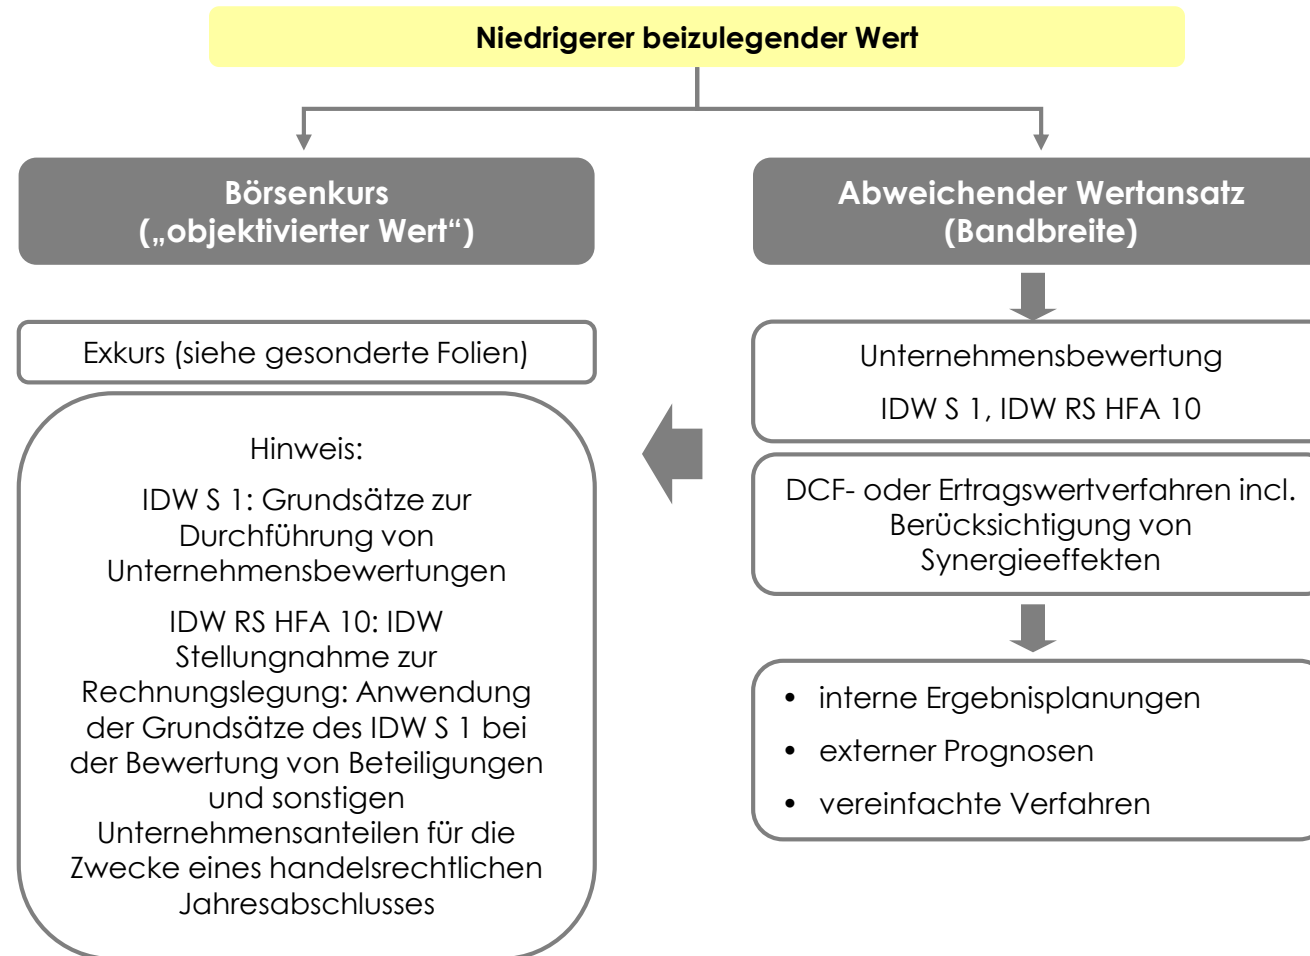 Niedrigerer beizulegender Wert
Börsenkurs
(„objektivierter Wert“)
Exkurs (siehe gesonderte Folien)
Hinweis:
IDW S 1: Grundsätze zur
Durchführung von
Unternehmensbewertungen
IDW RS HFA 10: IDW
Stellungnahme zur
Rechnungslegung: Anwendung
der Grundsätze des IDW S 1 bei
der Bewertung von Beteiligungen
und sonstigen
Unternehmensanteilen für die
Zwecke eines handelsrechtlichen
Jahresabschlusses
Abweichender Wertansatz
(Bandbreite)
Unternehmensbewertung
IDW S 1, IDW RS HFA 10
DCF- oder Ertragswertverfahren incl.
Berücksichtigung von
Synergieeffekten
• interne Ergebnisplanungen
• externer Prognosen
• vereinfachte Verfahren